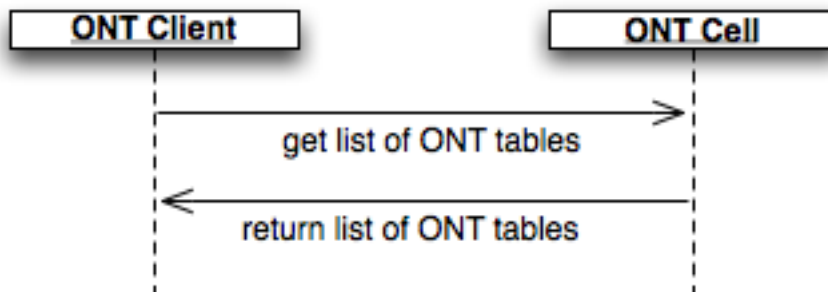 ONT Client
ONT Cell
get list of ONT tables
return list of ONT tables